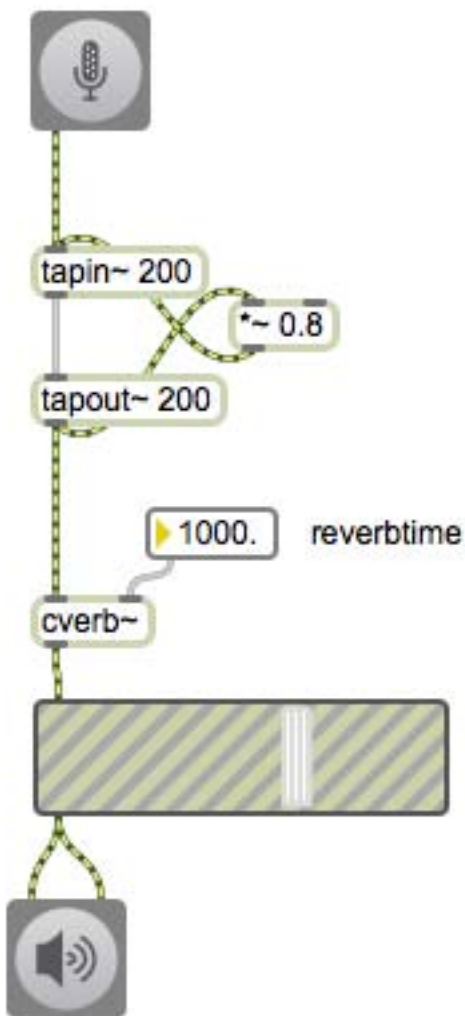 tapin~ 200
*~ 0.8
tapout~ 200
1000.
reverbtime
cverb~